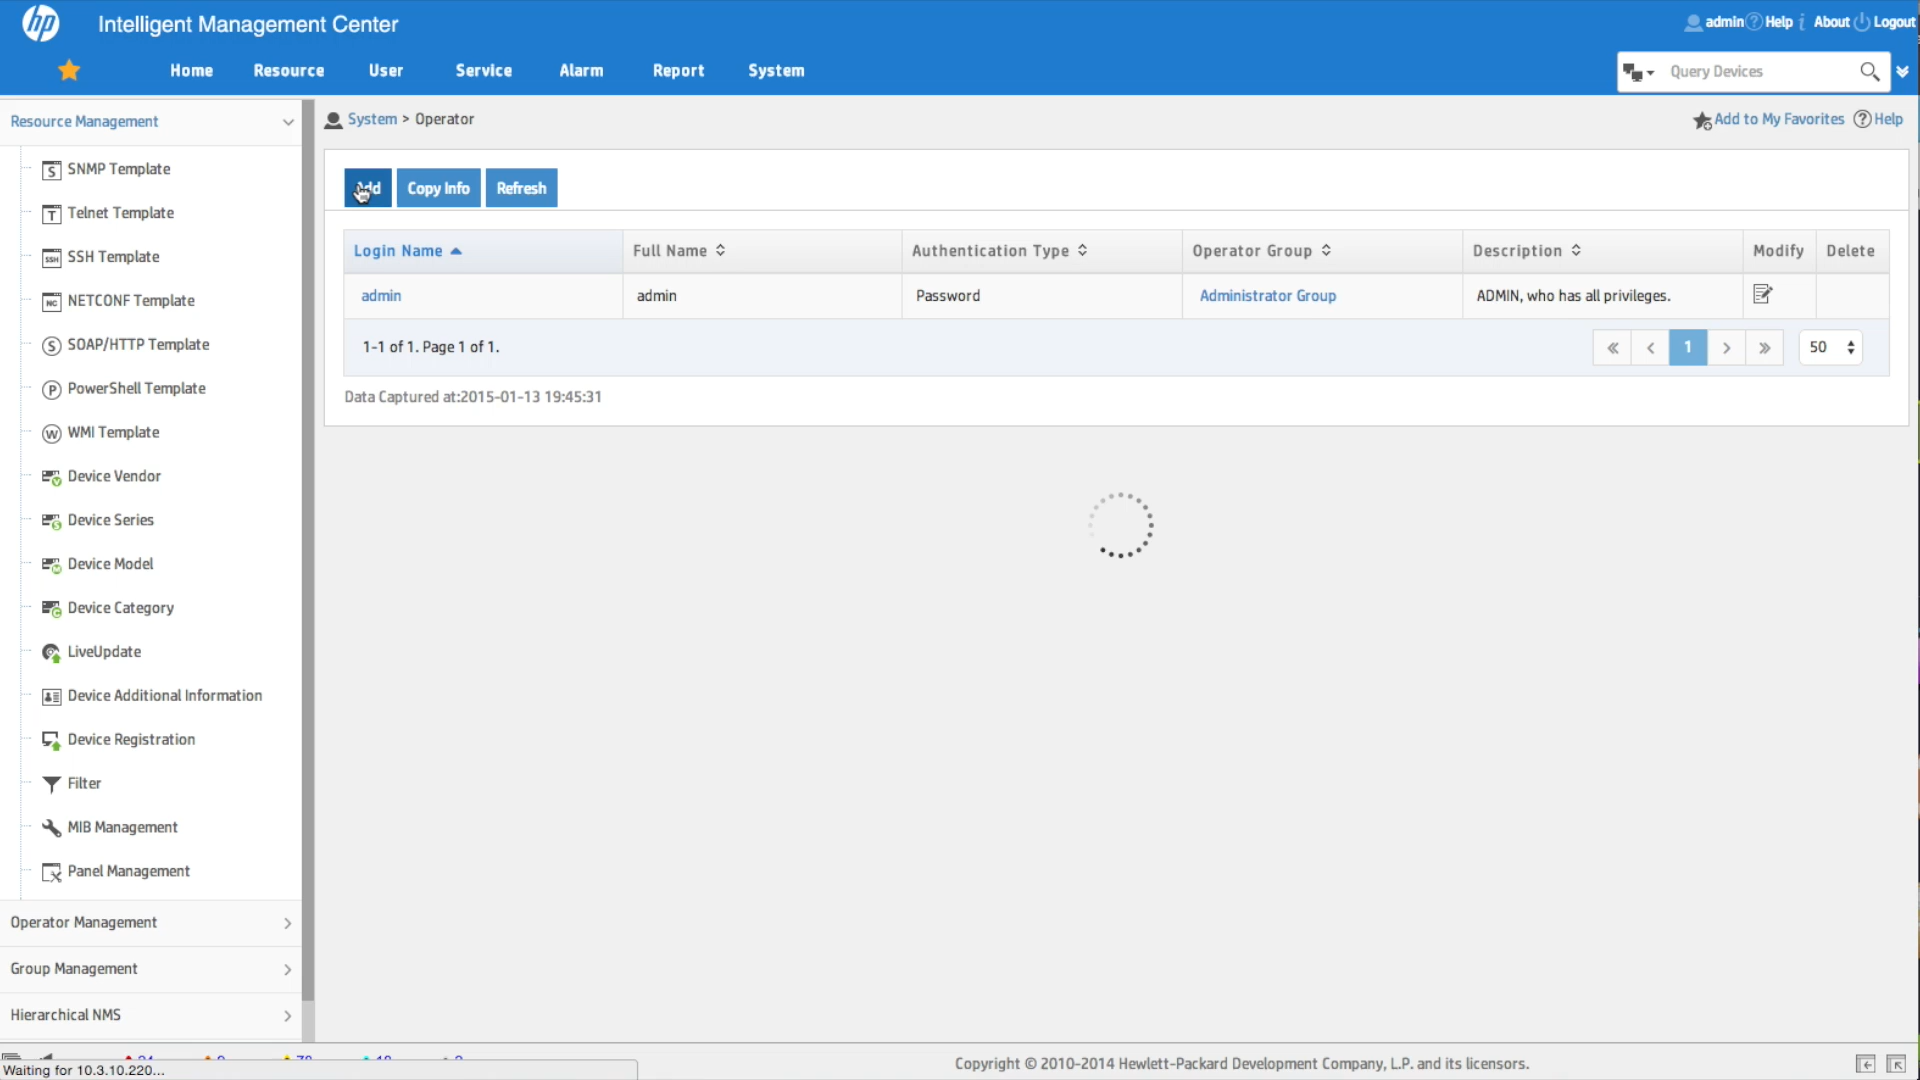 hp Intelligent Management Center
admin Help About Logout
Home Resource User Service Alarm Report System
Query Devices
Resource Management
System > Operator
Add to My Favorites Help
SNMP Template
Telnet Template
SSH Template
NETCONF Template
SOAP/HTTP Template
PowerShell Template
WMI Template
Device Vendor
Device Series
Device Model
Device Category
LiveUpdate
Device Additional Information
Device Registration
Filter
MIB Management
Panel Management
Operator Management
Group Management
Hierarchical NMS
Copy Info Refresh
Login Name Full Name Authentication Type Operator Group Description Modify Delete
admin admin Password Administrator Group ADMIN, who has all privileges.
1-1 of 1. Page 1 of 1.
« < 1 > » 50
Data Captured at:2015-01-13 19:45:31
Waiting for 10.3.10.220...
Copyright © 2010-2014 Hewlett-Packard Development Company, L.P. and its licensors.